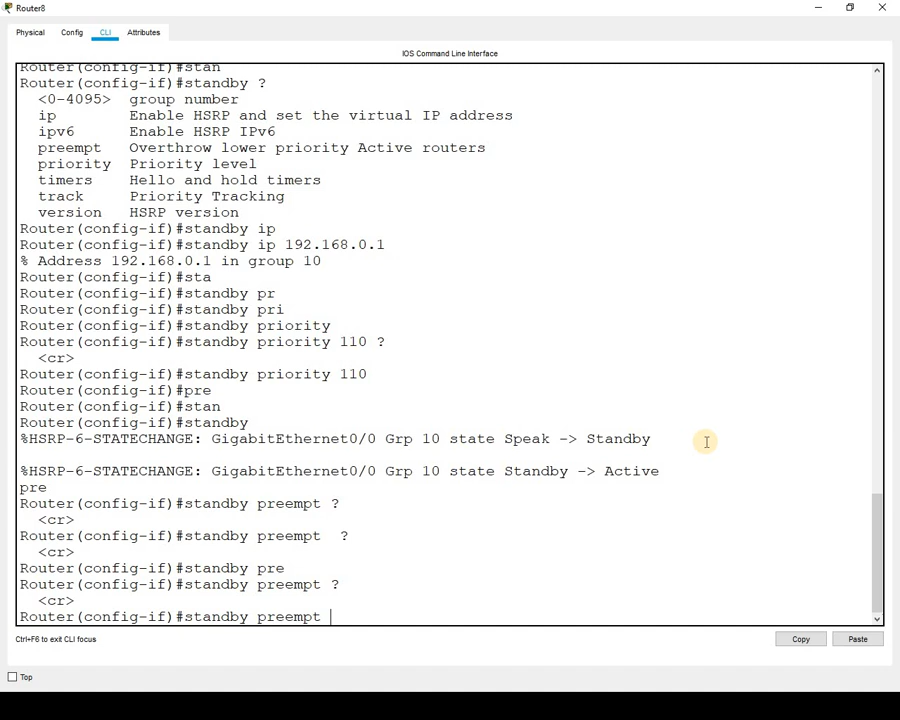 Router8
Physical Config CLI Attributes
IOS Command Line Interface
Router(config-if)#stan
Router(config-if)#standby ?
<0-4095> group number
ip Enable HSRP and set the virtual IP address
ipv6 Enable HSRP IPv6
preempt Overthrow lower priority Active routers
priority Priority level
timers Hello and hold timers
track Priority Tracking
version HSRP version
Router(config-if)#standby ip
Router(config-if)#standby ip 192.168.0.1
% Address 192.168.0.1 in group 10
Router(config-if)#sta
Router(config-if)#standby pr
Router(config-if)#standby pri
Router(config-if)#standby priority
Router(config-if)#standby priority 110 ?
<cr>
Router(config-if)#standby priority 110
Router(config-if)#pre
Router(config-if)#stan
Router(config-if)#standby
%HSRP-6-STATECHANGE: GigabitEthernet0/0 Grp 10 state Speak -> Standby
%HSRP-6-STATECHANGE: GigabitEthernet0/0 Grp 10 state Standby -> Active
pre
Router(config-if)#standby preempt ?
<cr>
Router(config-if)#standby preempt  ?
<cr>
Router(config-if)#standby pre
Router(config-if)#standby preempt ?
<cr>
Router(config-if)#standby preempt
Ctrl+F6 to exit CLI focus
Copy Paste
Top